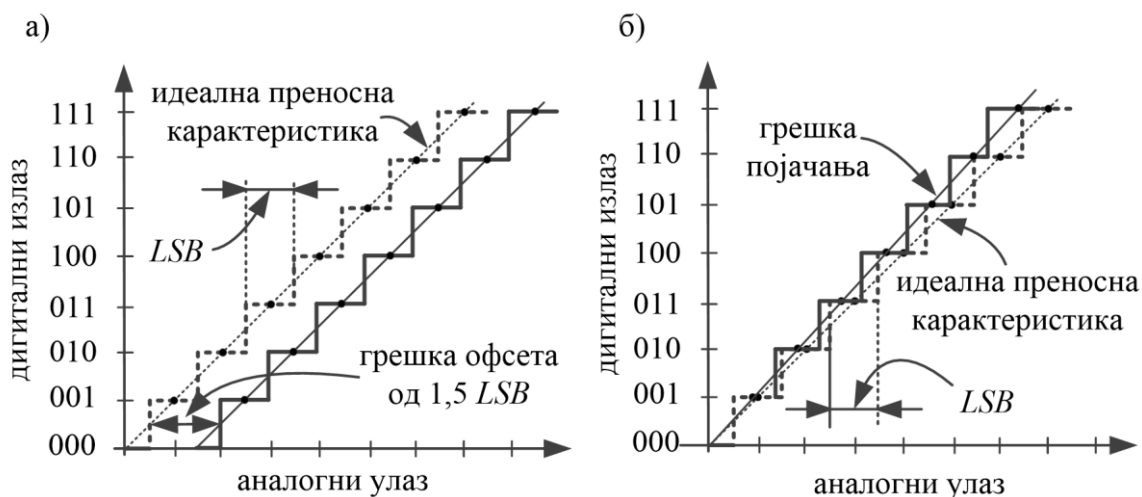 а)
идеална преносна
карактеристика
111
110
101
100
011
010
001
000
LSB
грешка офсета
од 1,5 LSB
дигитални излаз
аналогни улаз
б)
грешка
појачања
111
110
101
100
011
010
001
000
идеална преносна
карактеристика
LSB
дигитални излаз
аналогни улаз